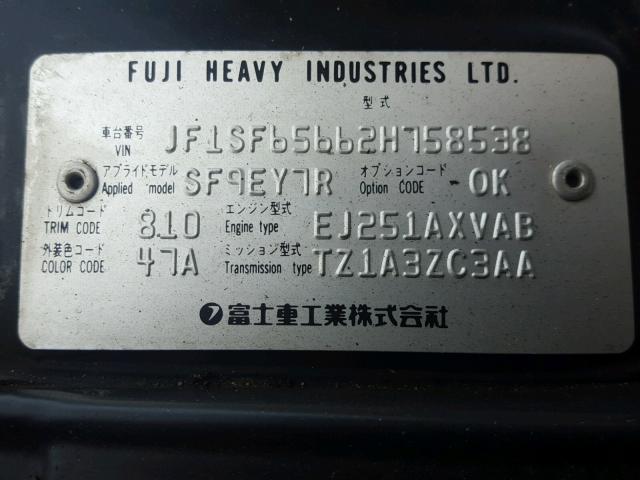 FUJI HEAVY INDUSTRIES LTD.
型式
車台番号 VIN JF1SF65662H758538
アプライドモデル Applied model SF9EY7R オプションコード Option CODE OK
トリムコード TRIM CODE 810 エンジン型式 Engine type EJ251AXVAB
外装色コード COLOR CODE 47A ミッション型式 Transmission type TZ1A3ZC3AA
富士重工業株式会社